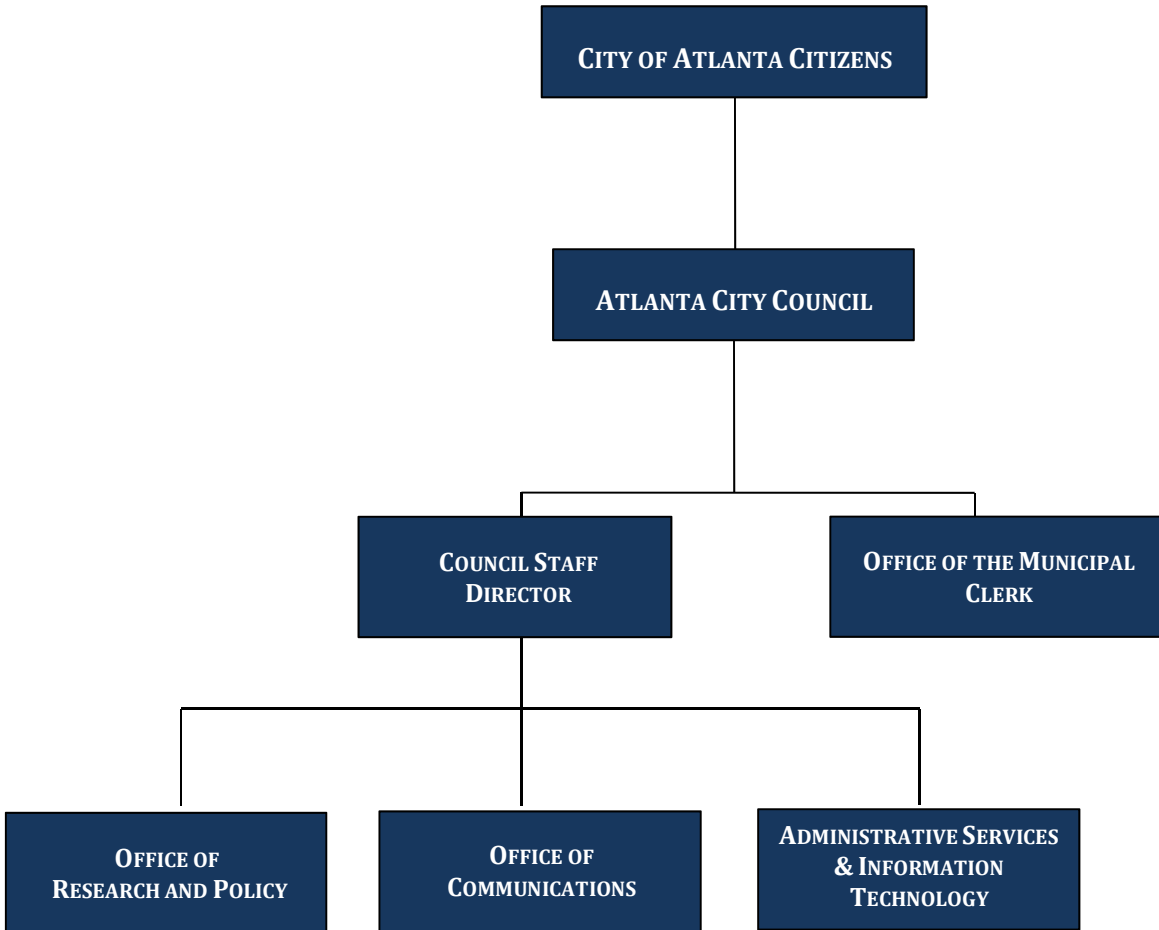 CITY OF ATLANTA CITIZENS
ATLANTA CITY COUNCIL
COUNCIL STAFF
DIRECTOR
OFFICE OF THE MUNICIPAL
CLERK
OFFICE OF
RESEARCH AND POLICY
OFFICE OF
COMMUNICATIONS
ADMINISTRATIVE SERVICES
& INFORMATION
TECHNOLOGY